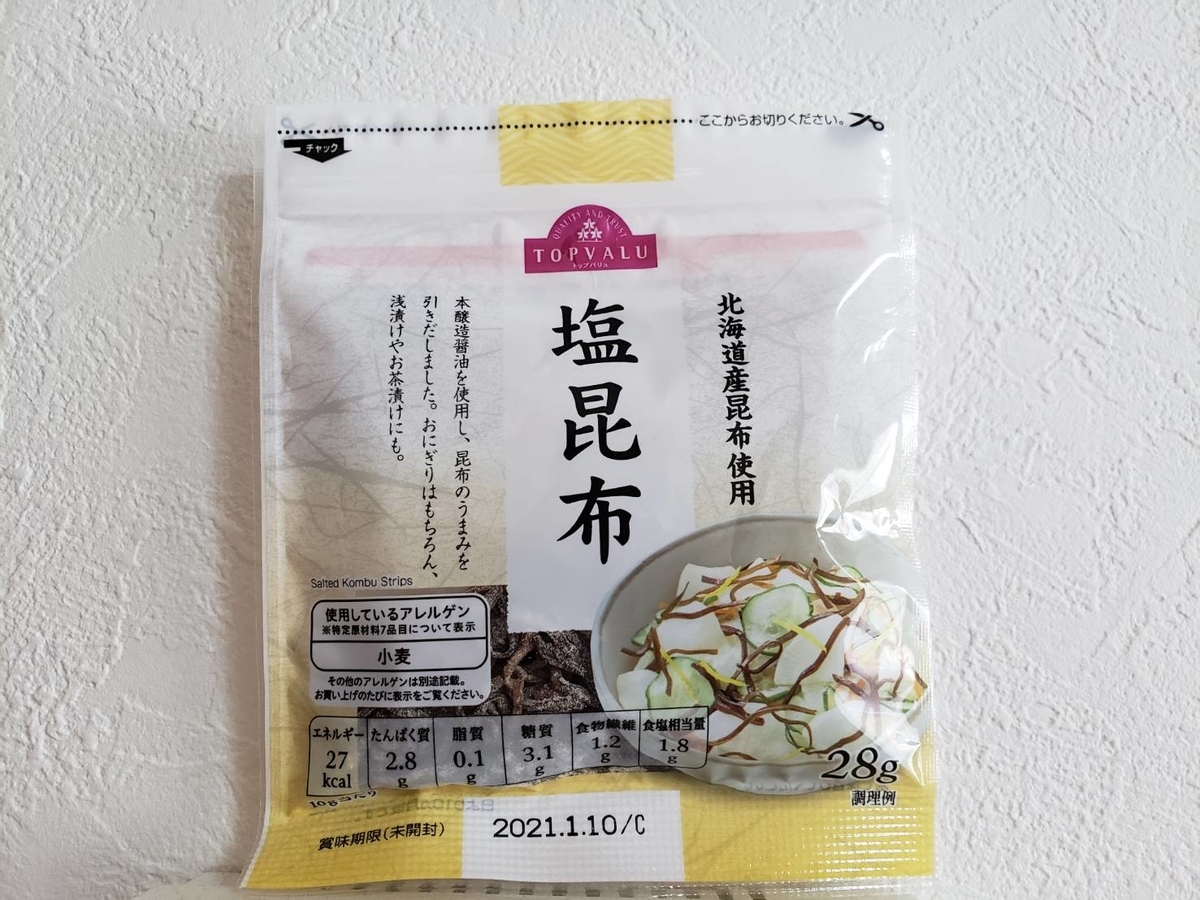 ここからお切りください。
チャック
QUALITY AND TRUST
TOPVALU
トップバリュ
北海道産昆布使用
塩昆布
本醸造醤油を使用し、昆布のうまみを
引きだしました。おにぎりはもちろん、
浅漬けやお茶漬けにも。
Salted Kombu Strips
使用しているアレルゲン
※特定原材料7品目について表示
小麦
その他のアレルゲンは別途記載。
お買い上げのたびに表示をご覧ください。
エネルギー たんぱく質 脂質 糖質 食物繊維 食塩相当量
27 kcal 2.8 g 0.1 g 3.1 g 1.2 g 1.8 g
10g当たり
28g
調理例
賞味期限(未開封)
2021.1.10/C